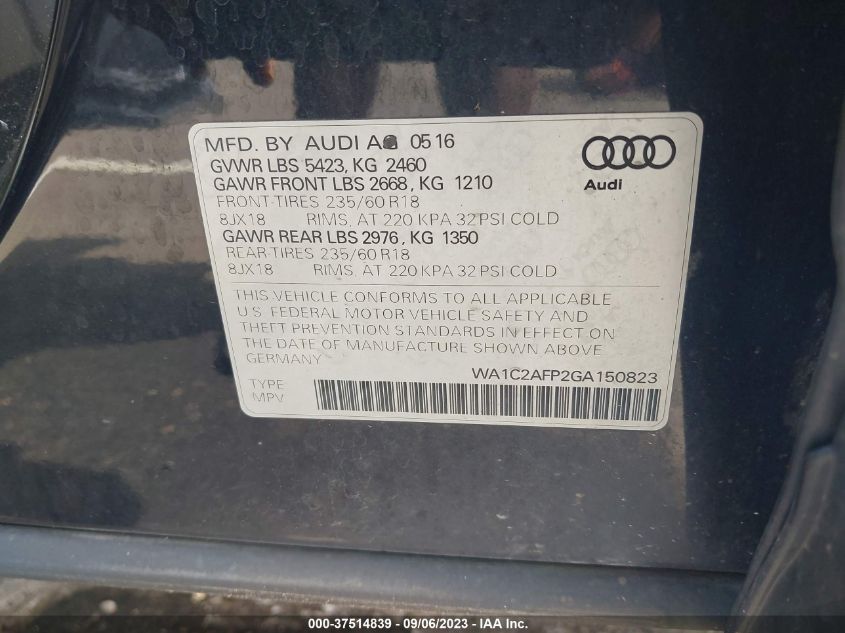 MFD. BY AUDI AG 05 16
GVWR LBS 5423, KG 2460
GAWR FRONT LBS 2668, KG 1210
FRONT-TIRES 235/60 R18
8JX18 RIMS, AT 220 KPA 32 PSI COLD
GAWR REAR LBS 2976, KG 1350
REAR-TIRES 235/60 R18
8JX18 RIMS, AT 220 KPA 32 PSI COLD
Audi
THIS VEHICLE CONFORMS TO ALL APPLICABLE
U.S. FEDERAL MOTOR VEHICLE SAFETY AND
THEFT PREVENTION STANDARDS IN EFFECT ON
THE DATE OF MANUFACTURE SHOWN ABOVE
GERMANY
WA1C2AFP2GA150823
TYPE
MPV
000-37514839 - 09/06/2023 - WWW.IAAI.COM